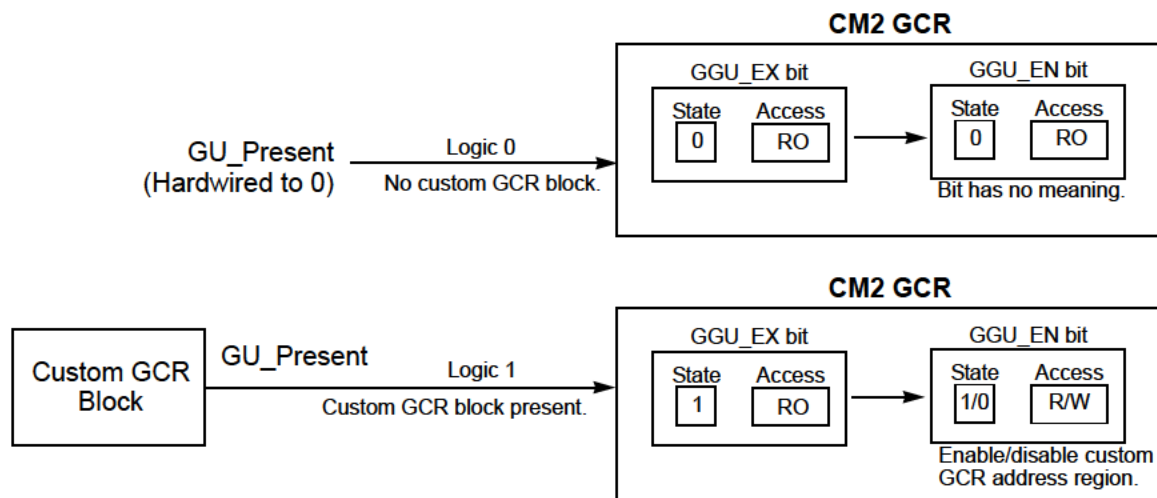 CM2 GCR
GGU_EX bit
GGU_EN bit
State Access
State Access
0 RO
0 RO
GU_Present
(Hardwired to 0)
Logic 0
No custom GCR block.
Bit has no meaning.
CM2 GCR
GGU_EX bit
GGU_EN bit
Custom GCR
Block
GU_Present
Logic 1
Custom GCR block present.
State Access
State Access
1 RO
1/0 R/W
Enable/disable custom
GCR address region.